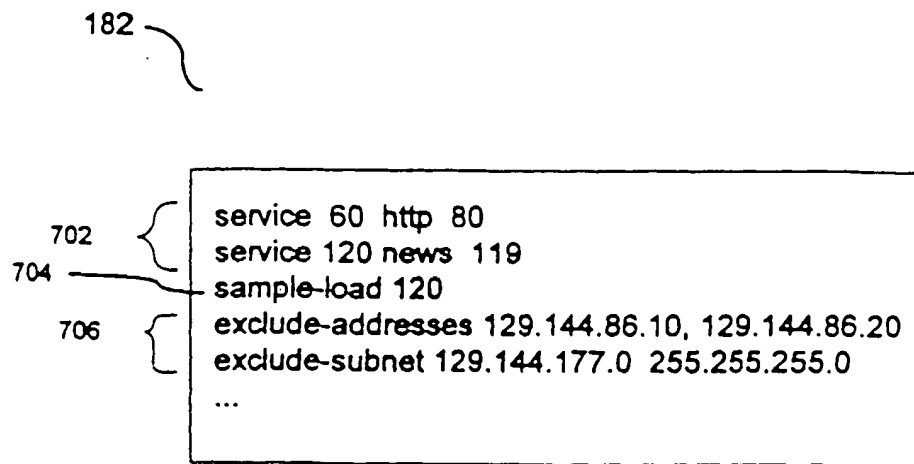 182
702
704
706
service 60 http 80
service 120 news 119
sample-load 120
exclude-addresses 129.144.86.10, 129.144.86.20
exclude-subnet 129.144.177.0 255.255.255.0
...